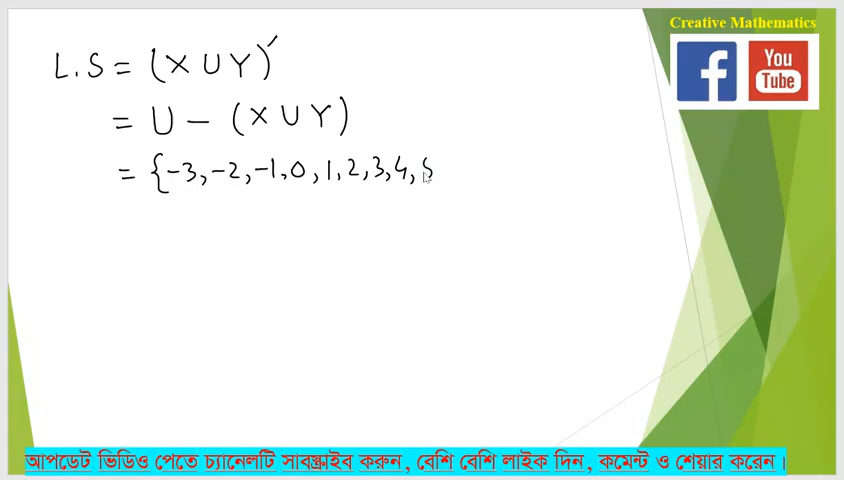 Creative Mathematics
L.S = (X U Y)′
= U − (X U Y)
= {-3, -2, -1, 0, 1, 2, 3, 4, 5
f
You
Tube
আপডেট ভিডিও পেতে চ্যানেলটি সাবস্ক্রাইব করুন, বেশি বেশি লাইক দিন, কমেন্ট ও শেয়ার করেন।